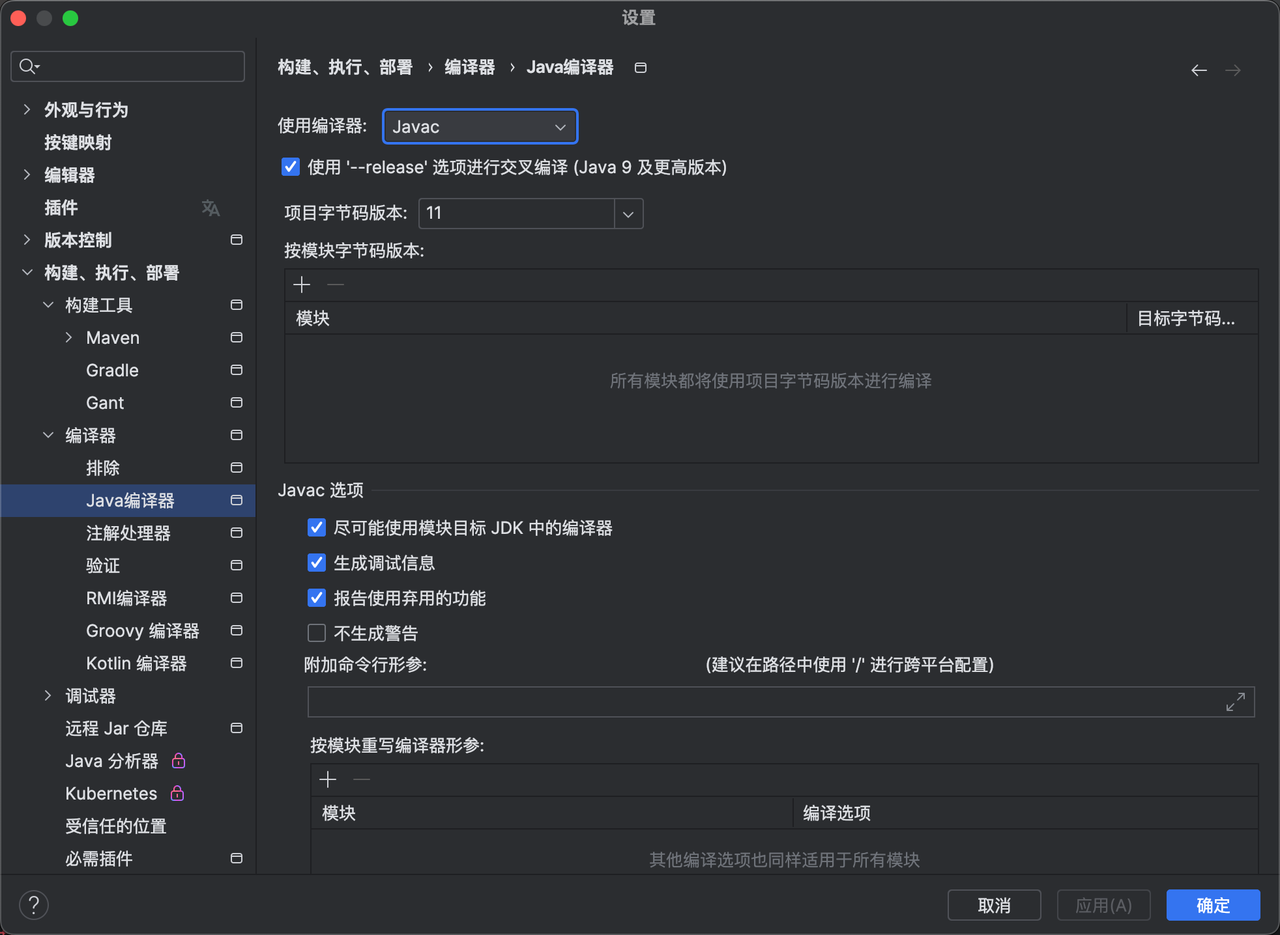 设置
外观与行为
按键映射
编辑器
插件
版本控制
构建、执行、部署
构建工具
Maven
Gradle
Gant
编译器
排除
Java编译器
注解处理器
验证
RMI编译器
Groovy 编译器
Kotlin 编译器
调试器
远程 Jar 仓库
Java 分析器
Kubernetes
受信任的位置
必需插件
构建、执行、部署 › 编译器 › Java编译器
使用编译器: Javac
使用 '--release' 选项进行交叉编译 (Java 9 及更高版本)
项目字节码版本: 11
按模块字节码版本:
模块 目标字节码...
所有模块都将使用项目字节码版本进行编译
Javac 选项
尽可能使用模块目标 JDK 中的编译器
生成调试信息
报告使用弃用的功能
不生成警告
附加命令行形参: (建议在路径中使用 '/' 进行跨平台配置)
按模块重写编译器形参:
模块 编译选项
其他编译选项也同样适用于所有模块
? 取消 应用(A) 确定